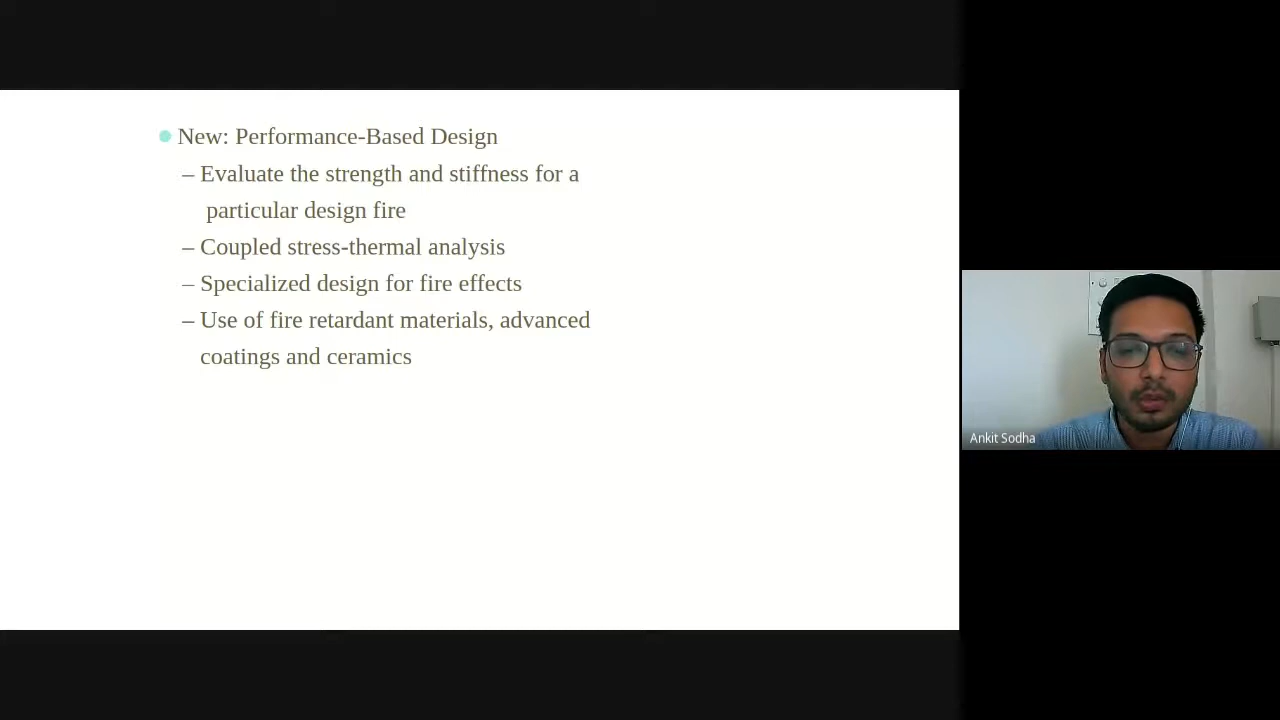 New: Performance-Based Design
– Evaluate the strength and stiffness for a
particular design fire
– Coupled stress-thermal analysis
– Specialized design for fire effects
– Use of fire retardant materials, advanced
coatings and ceramics
Ankit Sodha